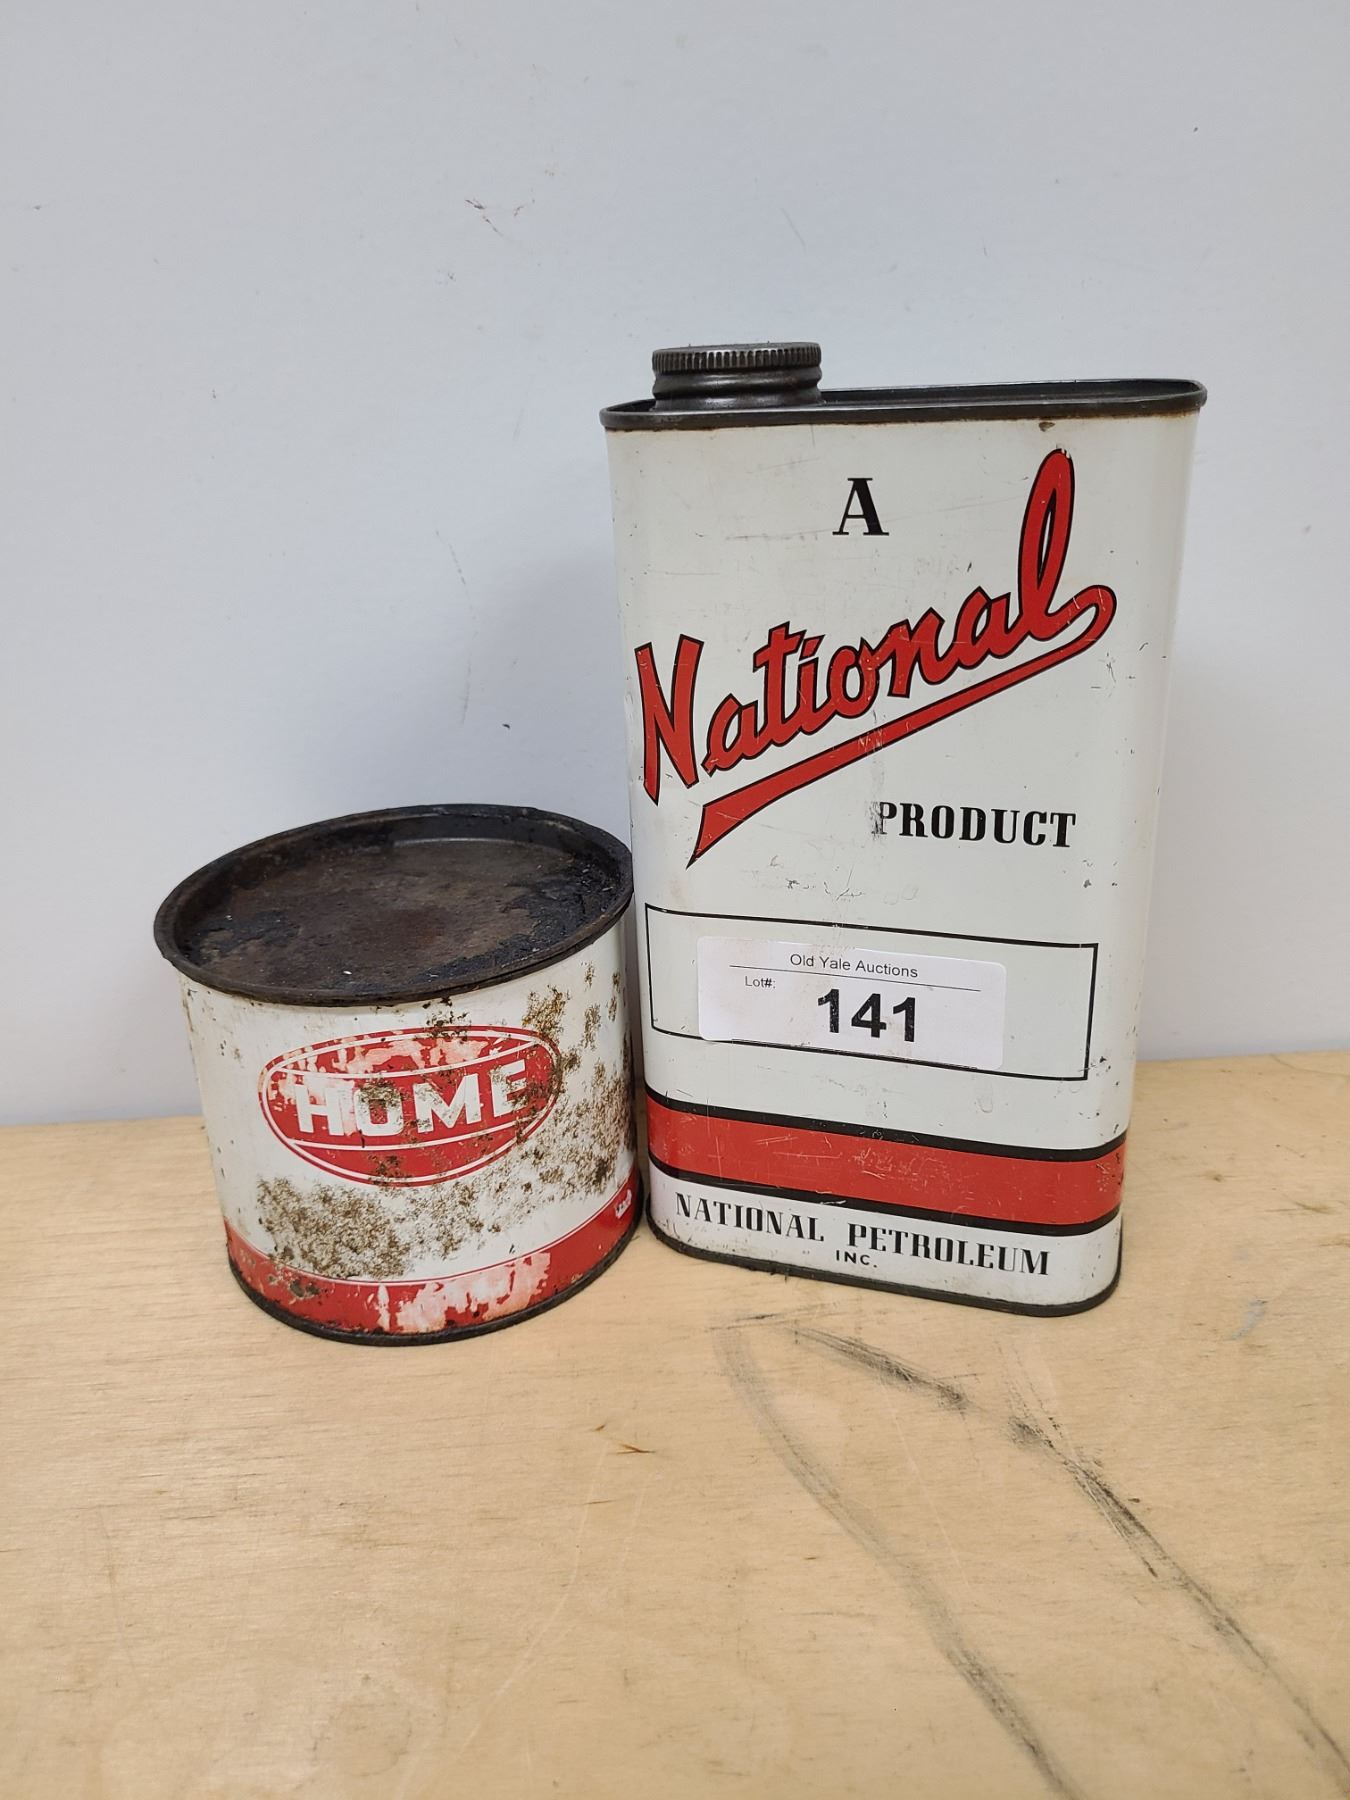 A
National
PRODUCT
Old Yale Auctions
Lot#:
141
NATIONAL PETROLEUM
INC.
HOME